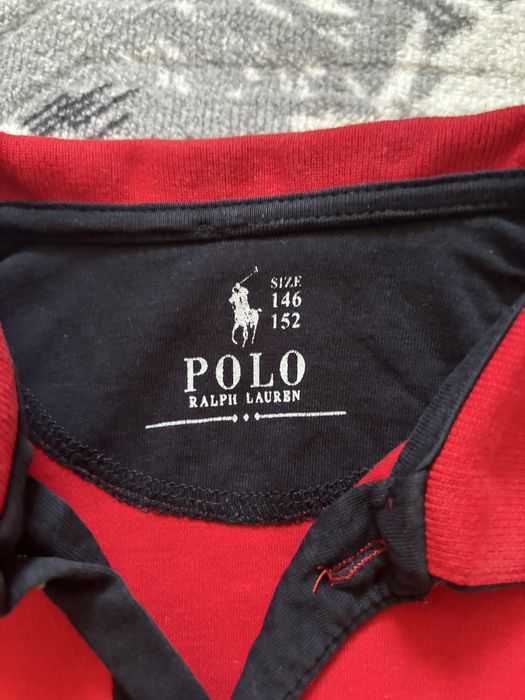 SIZE
146
152
POLO
RALPH LAUREN